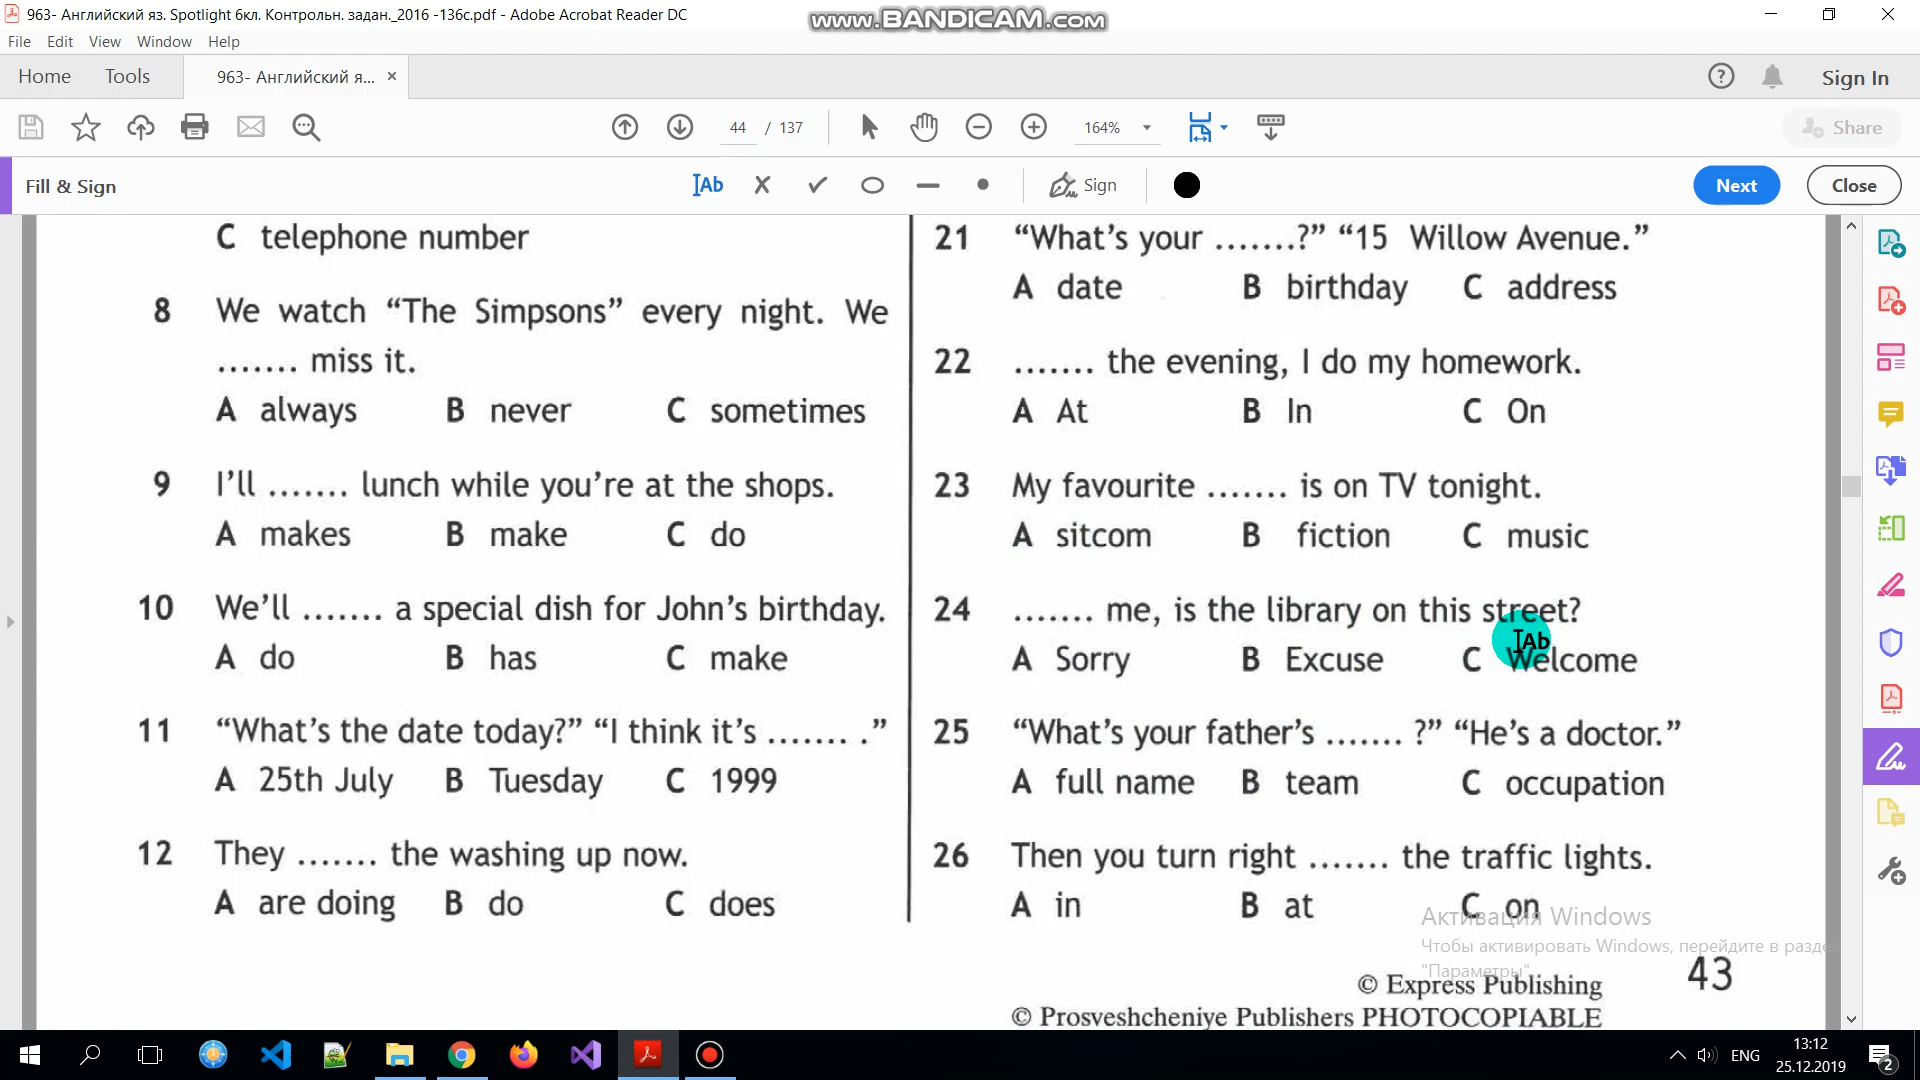 963- Английский яз. Spotlight 6кл. Контрольн. задан._2016 -136с.pdf - Adobe Acrobat Reader DC
www.BANDICAM.com
File Edit View Window Help
Home Tools 963- Английский я... × Sign In
44 / 137 164% Share
Fill & Sign Ab Sign Next Close
C telephone number
8 We watch “The Simpsons” every night. We
....... miss it.
A always B never C sometimes
9 I’ll ....... lunch while you’re at the shops.
A makes B make C do
10 We’ll ....... a special dish for John’s birthday.
A do B has C make
11 “What’s the date today?” “I think it’s ....... .”
A 25th July B Tuesday C 1999
12 They ....... the washing up now.
A are doing B do C does
21 “What’s your .......?” “15 Willow Avenue.”
A date B birthday C address
22 ....... the evening, I do my homework.
A At B In C On
23 My favourite ....... is on TV tonight.
A sitcom B fiction C music
24 ....... me, is the library on this street?
Ab
A Sorry B Excuse C Welcome
25 “What’s your father’s ....... ?” “He’s a doctor.”
A full name B team C occupation
26 Then you turn right ....... the traffic lights.
A in B at C on
Активация Windows
Чтобы активировать Windows, перейдите в разде
"Параметры".
43
© Express Publishing
© Prosveshcheniye Publishers PHOTOCOPIABLE
ENG 13:12
25.12.2019 2